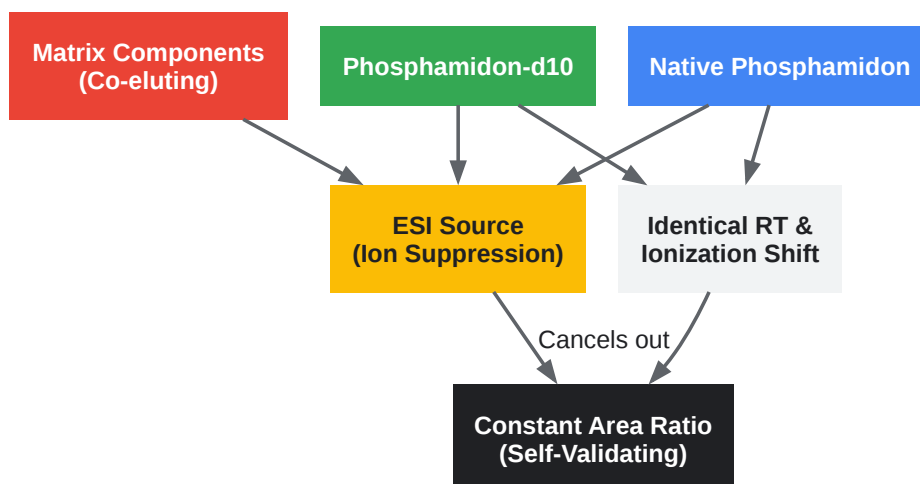 Matrix Components
(Co-eluting)
Phosphamidon-d10
Native Phosphamidon
ESI Source
(Ion Suppression)
Identical RT &
Ionization Shift
Cancels out
Constant Area Ratio
(Self-Validating)